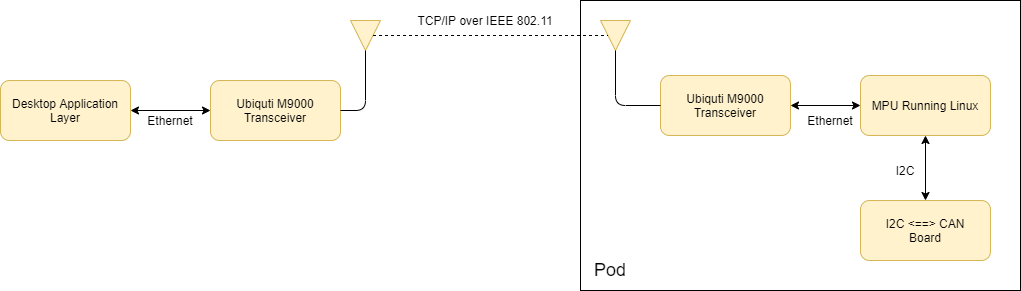 TCP/IP over IEEE 802.11
Desktop Application
Layer
Ethernet
Ubiquti M9000
Transceiver
Ubiquti M9000
Transceiver
Ethernet
MPU Running Linux
I2C
I2C <==> CAN
Board
Pod